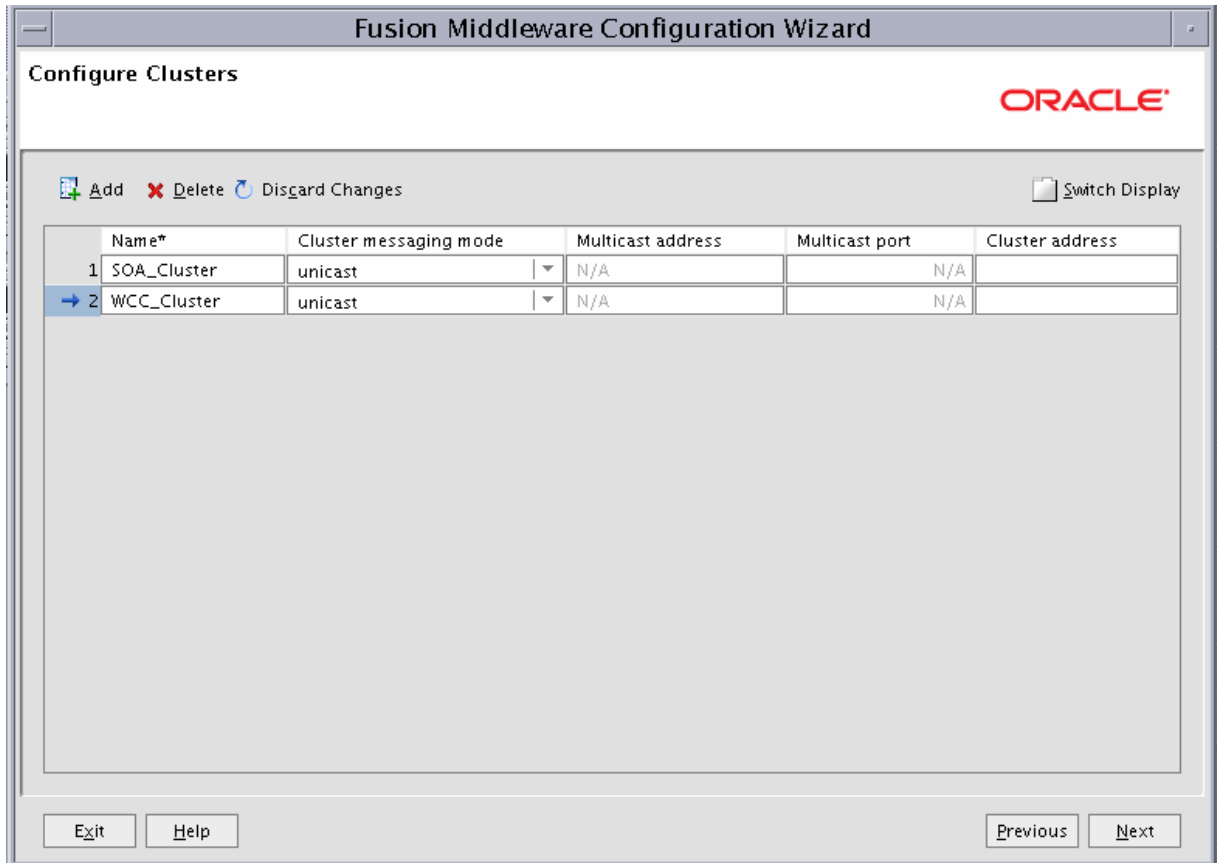 Fusion Middleware Configuration Wizard
Configure Clusters
ORACLE
Add Delete Discard Changes Switch Display
Name* Cluster messaging mode Multicast address Multicast port Cluster address
1 SOA_Cluster unicast N/A N/A
2 WCC_Cluster unicast N/A N/A
Exit Help Previous Next